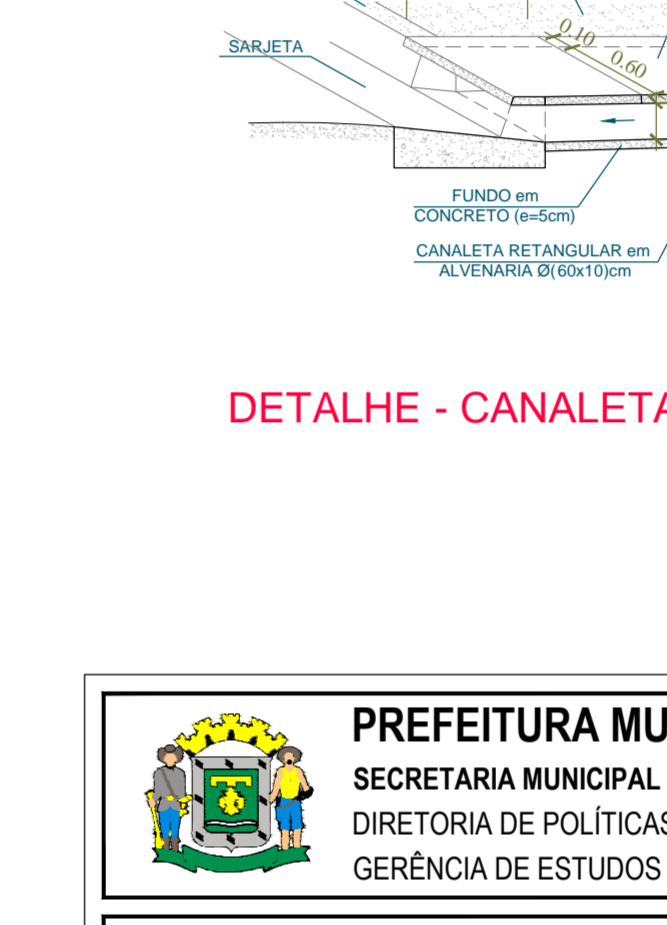 0.10
SARJETA
0.60
FUNDO em
CONCRETO (e=5cm)
CANALETA RETANGULAR em
ALVENARIA Ø(60x10)cm
DETALHE - CANALETA
PREFEITURA MU
SECRETARIA MUNICIPAL
DIRETORIA DE POLÍTICAS
GERÊNCIA DE ESTUDOS